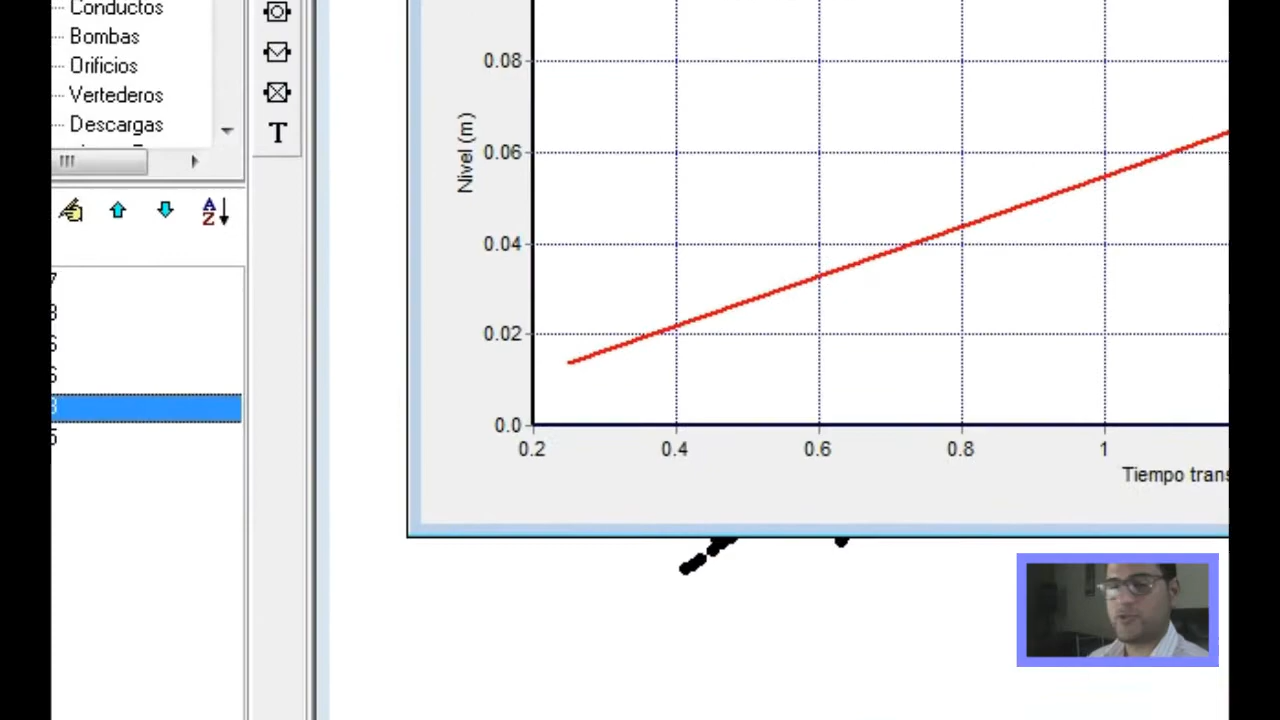 Conductos
Bombas
Orificios
Vertederos
Descargas
T
A
Z
0.08
0.06
0.04
0.02
0.0
Nivel (m)
0.2 0.4 0.6 0.8 1
Tiempo trans